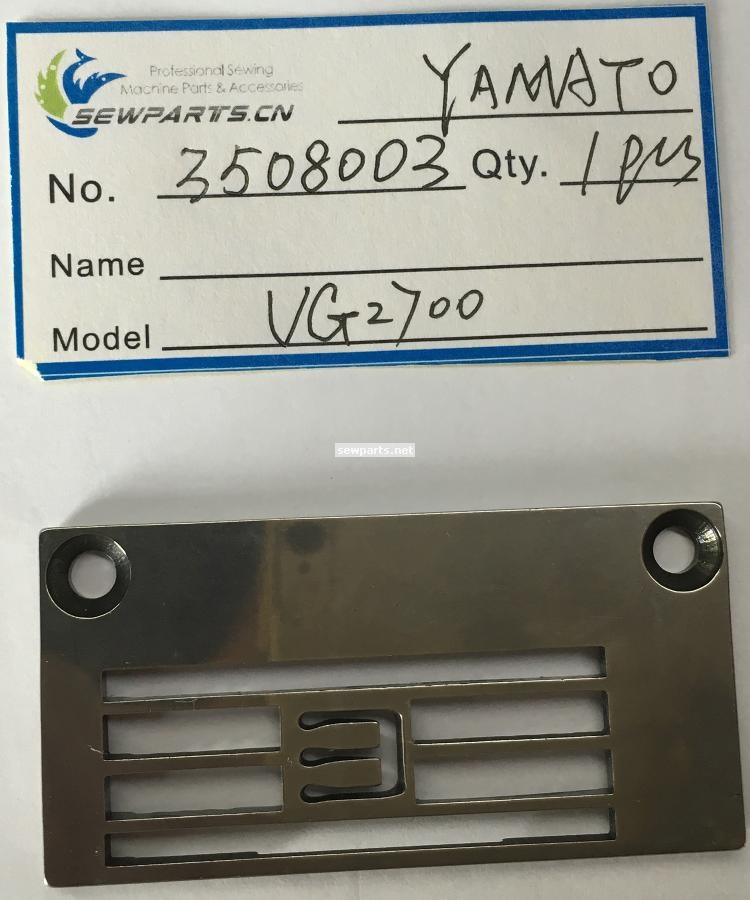 Professional Sewing
Machine Parts & Accessories
SEWPARTS.CN
YAMATO
No. 3508003 Qty. 1 pcs
Name
Model VG2700
sewparts.net